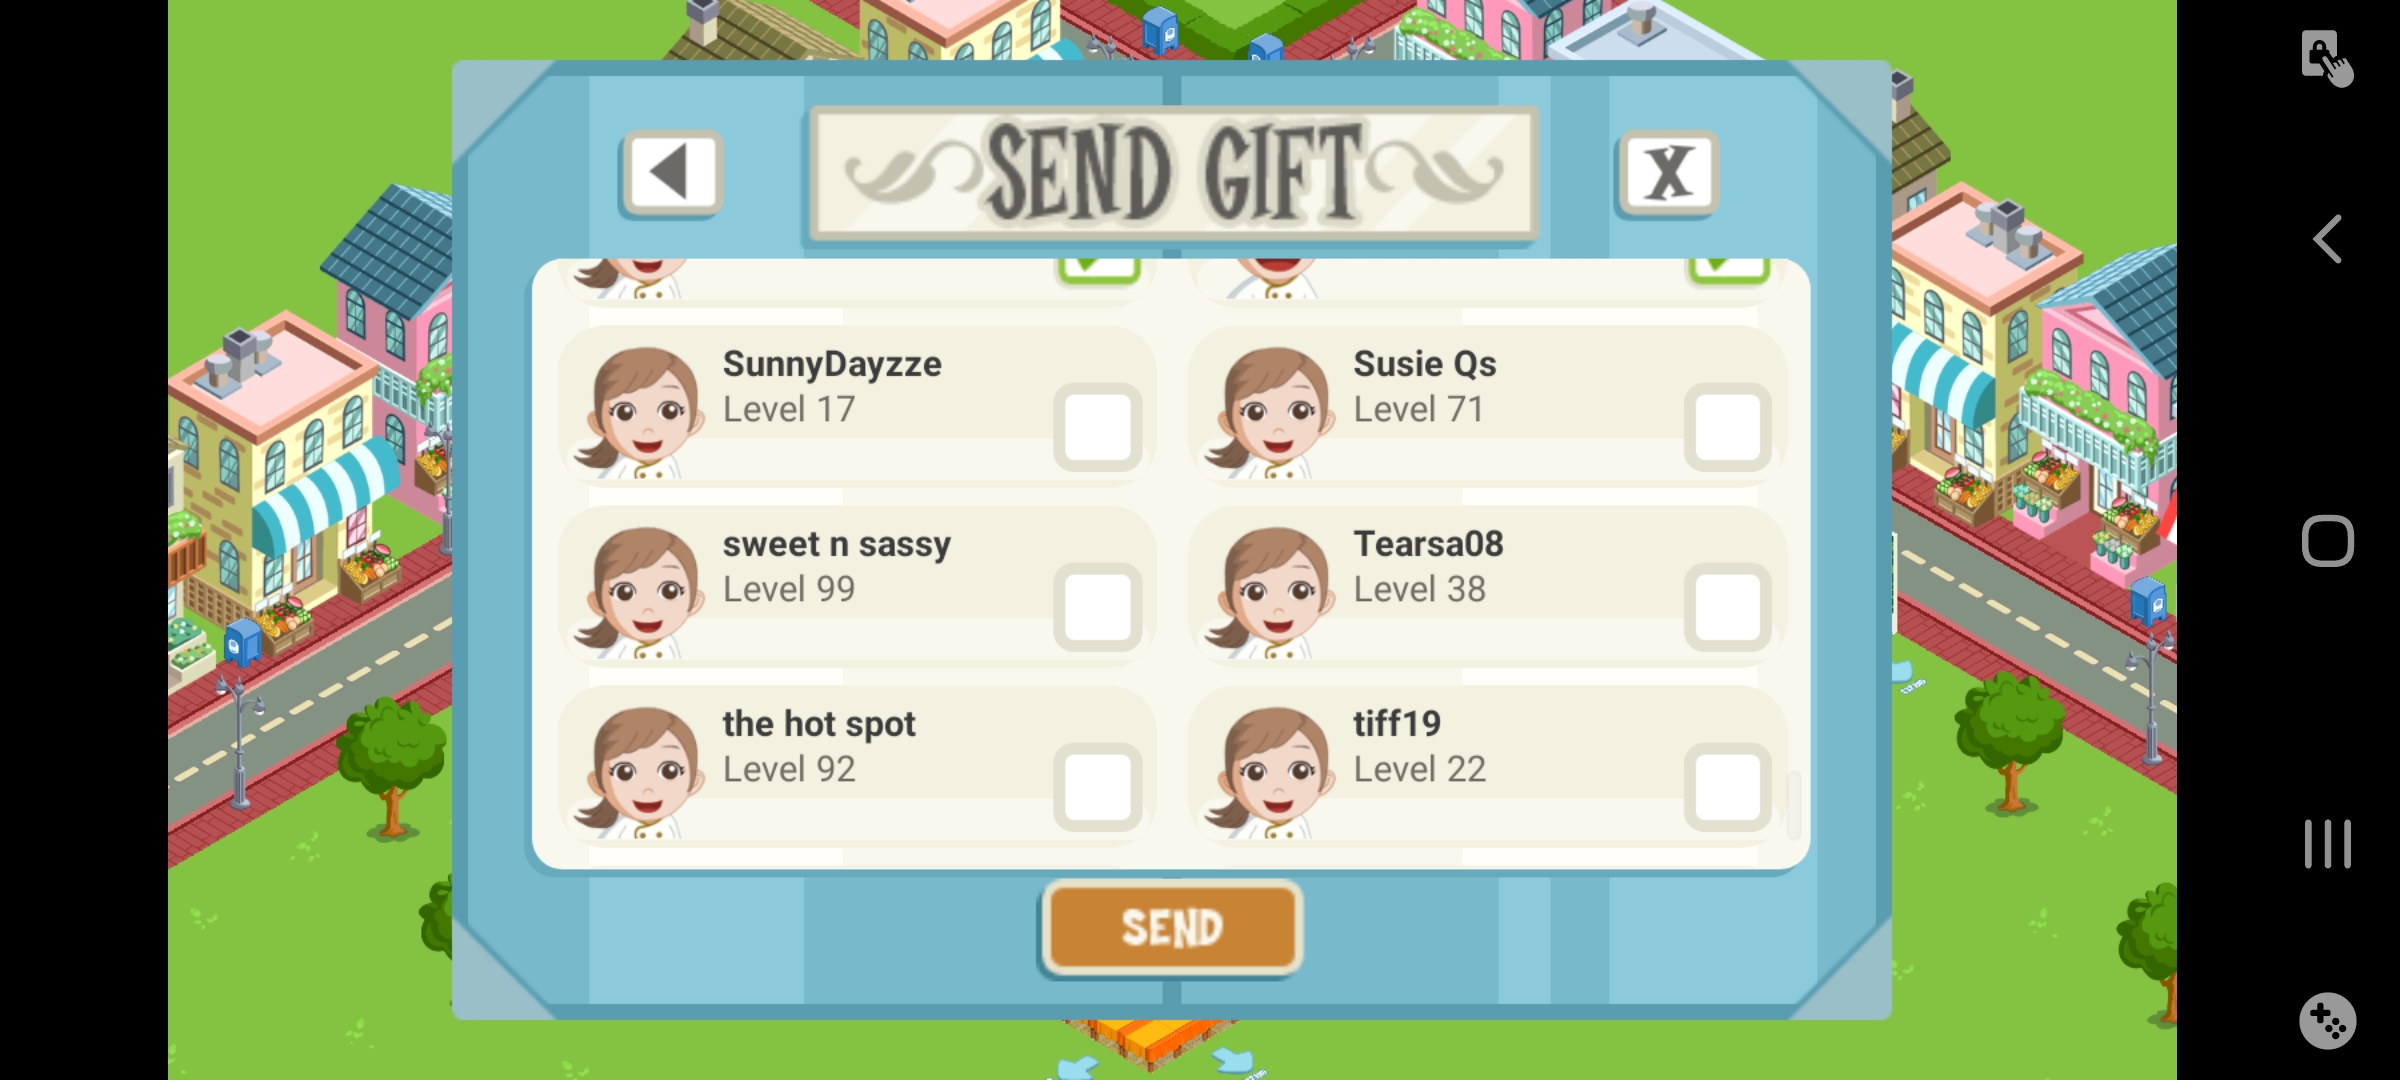 SEND GIFT
X
SunnyDayzze
Level 17
Susie Qs
Level 71
sweet n sassy
Level 99
Tearsa08
Level 38
the hot spot
Level 92
tiff19
Level 22
SEND